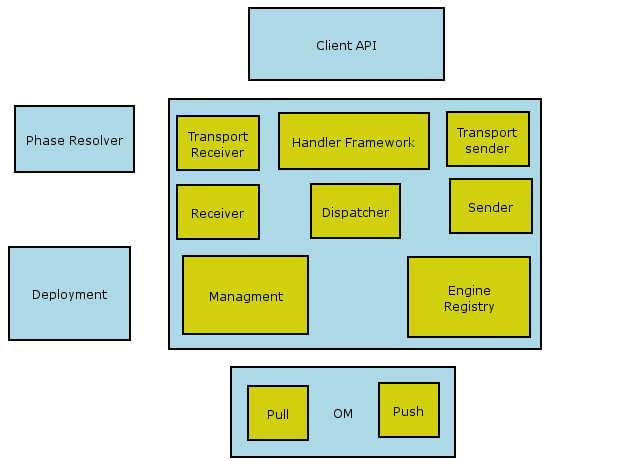 Client API
Phase Resolver
Transport
Receiver
Handler Framework
Transport
sender
Receiver
Dispatcher
Sender
Deployment
Managment
Engine
Registry
Pull
OM
Push